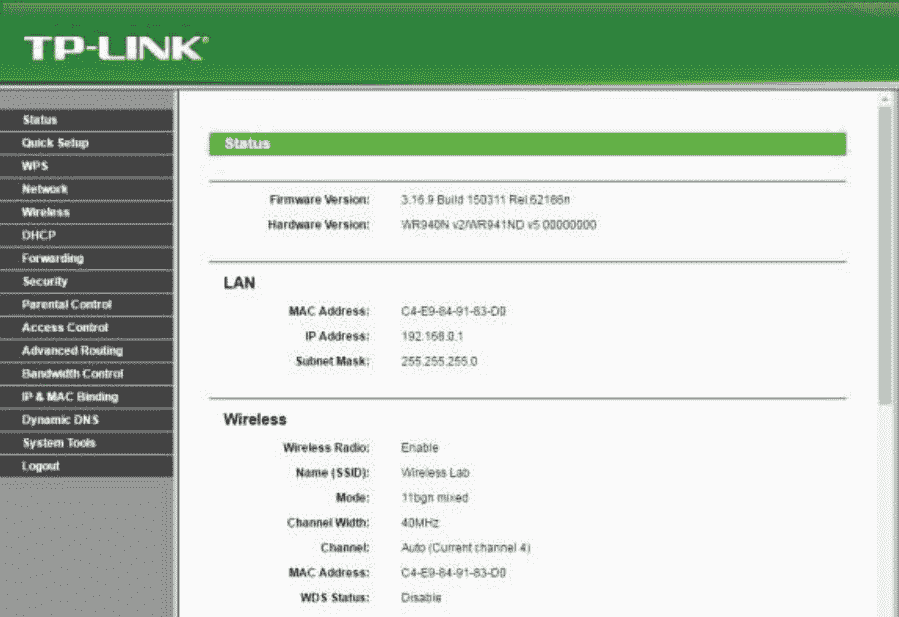 TP-LINK®
Status
Quick Setup
WPS
Network
Wireless
DHCP
Forwarding
Security
Parental Control
Access Control
Advanced Routing
Bandwidth Control
IP & MAC Binding
Dynamic DNS
System Tools
Logout
Status
Firmware Version: 3.16.9 Build 150311 Rel.62166n
Hardware Version: WR940N v2/WR941ND v5 00000000
LAN
MAC Address: C4-E9-84-91-83-D0
IP Address: 192.168.0.1
Subnet Mask: 255.255.255.0
Wireless
Wireless Radio: Enable
Name (SSID): Wireless Lab
Mode: 11bgn mixed
Channel Width: 40MHz
Channel: Auto (Current channel 4)
MAC Address: C4-E9-84-91-83-D0
WDS Status: Disable